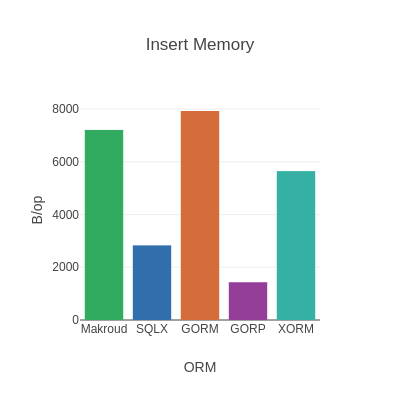 Insert Memory
B/op
8000
6000
4000
2000
0
Makroud SQLX GORM GORP XORM
ORM